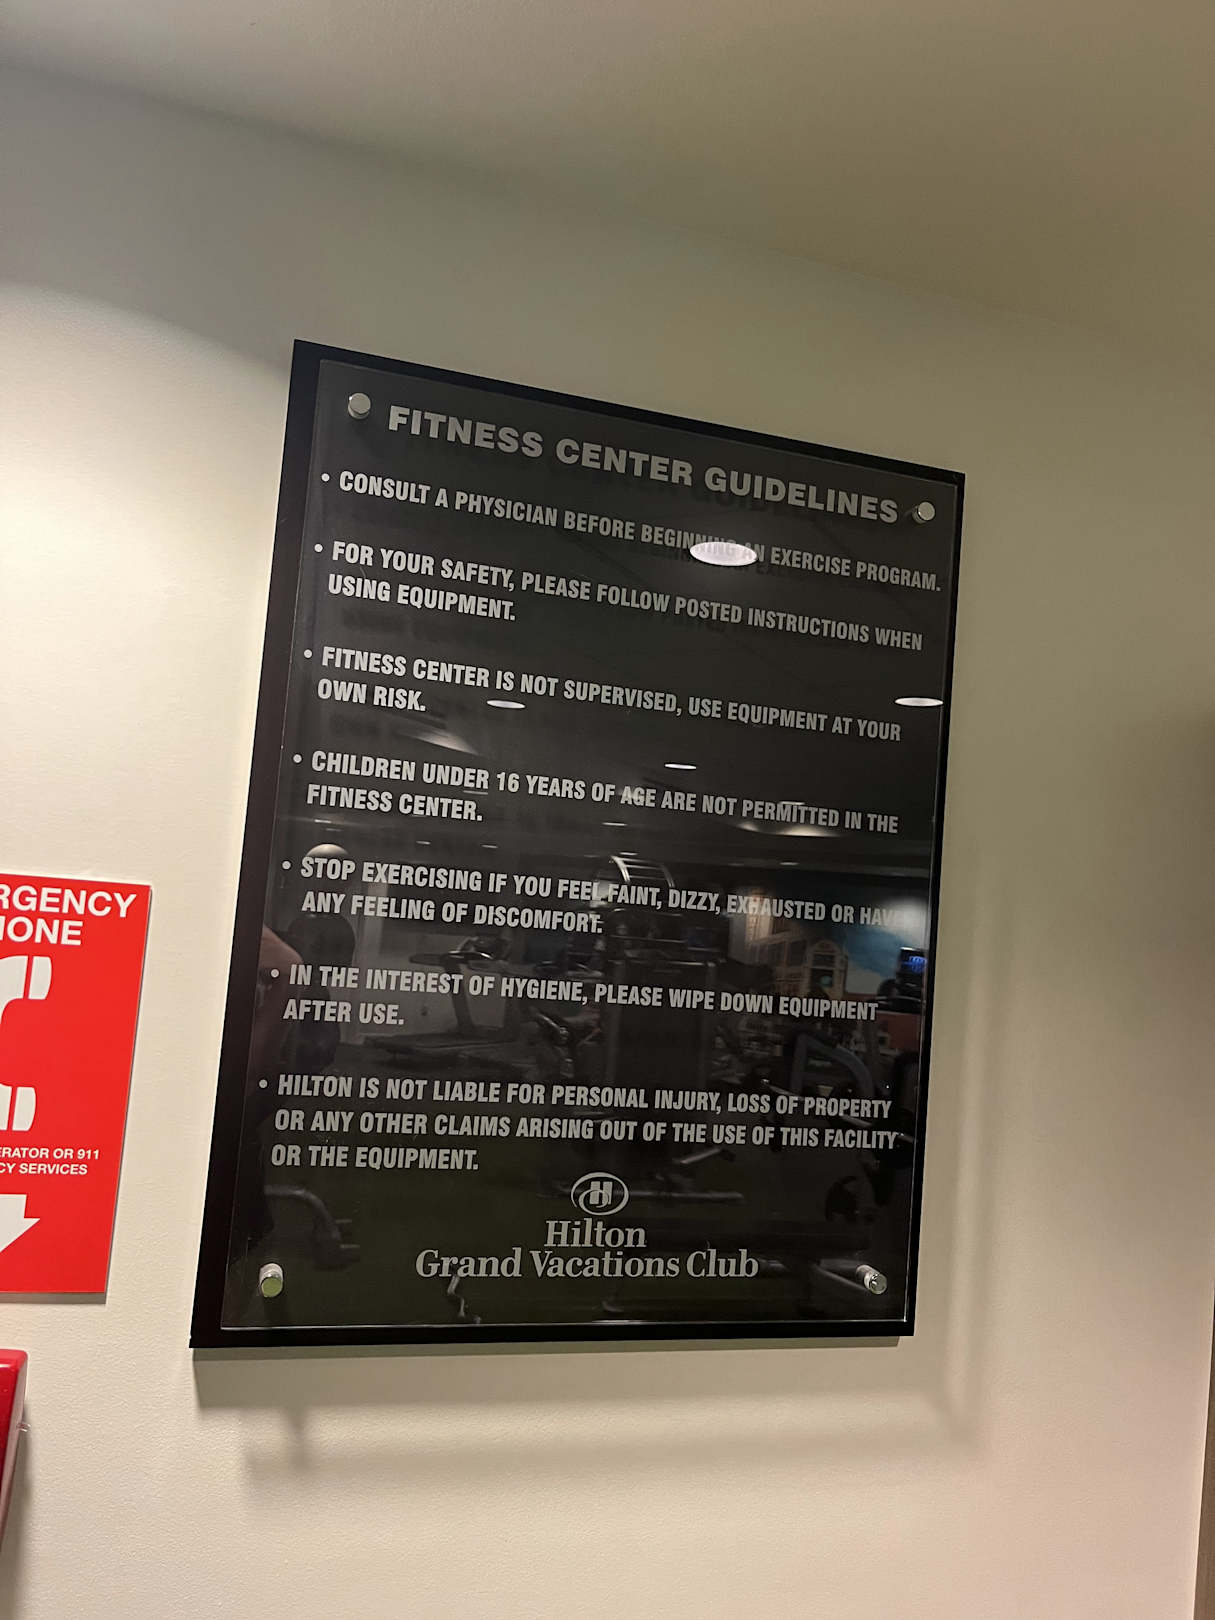 FITNESS CENTER GUIDELINES
• CONSULT A PHYSICIAN BEFORE BEGINNING AN EXERCISE PROGRAM.
• FOR YOUR SAFETY, PLEASE FOLLOW POSTED INSTRUCTIONS WHEN
USING EQUIPMENT.
• FITNESS CENTER IS NOT SUPERVISED, USE EQUIPMENT AT YOUR
OWN RISK.
• CHILDREN UNDER 16 YEARS OF AGE ARE NOT PERMITTED IN THE
FITNESS CENTER.
• STOP EXERCISING IF YOU FEEL FAINT, DIZZY, EXHAUSTED OR HAVE
ANY FEELING OF DISCOMFORT.
• IN THE INTEREST OF HYGIENE, PLEASE WIPE DOWN EQUIPMENT
AFTER USE.
• HILTON IS NOT LIABLE FOR PERSONAL INJURY, LOSS OF PROPERTY
OR ANY OTHER CLAIMS ARISING OUT OF THE USE OF THIS FACILITY
OR THE EQUIPMENT.
H
Hilton
Grand Vacations Club
RGENCY
IONE
ERATOR OR 911
CY SERVICES